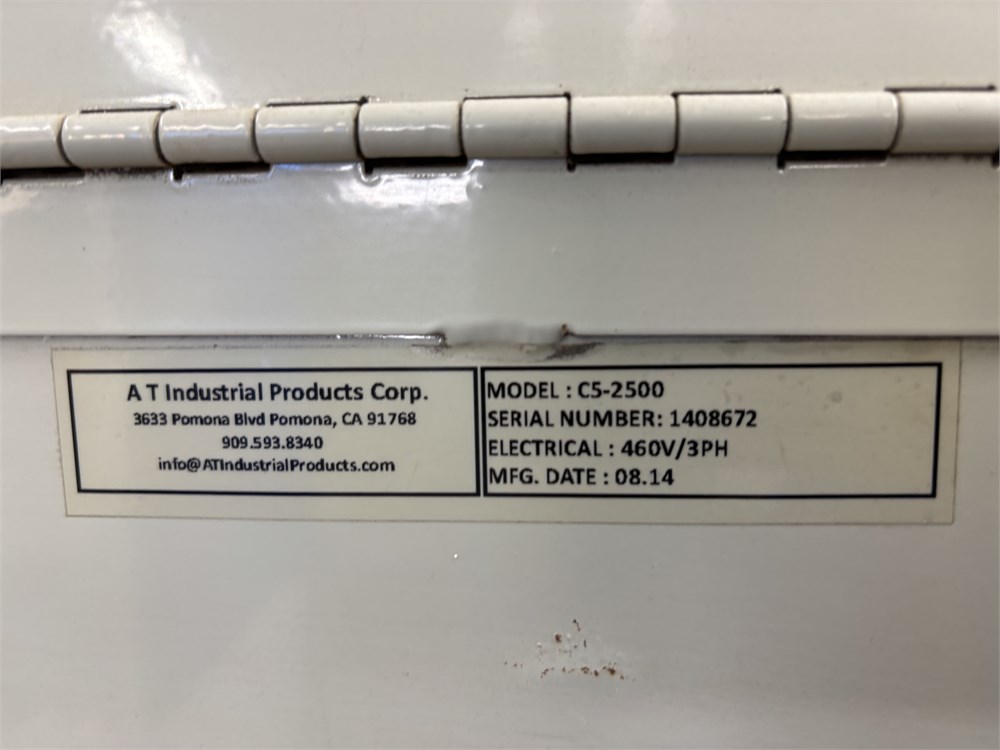 A T Industrial Products Corp.
3633 Pomona Blvd Pomona, CA 91768
909.593.8340
info@ATIndustrialProducts.com
MODEL : C5-2500
SERIAL NUMBER: 1408672
ELECTRICAL : 460V/3PH
MFG. DATE : 08.14